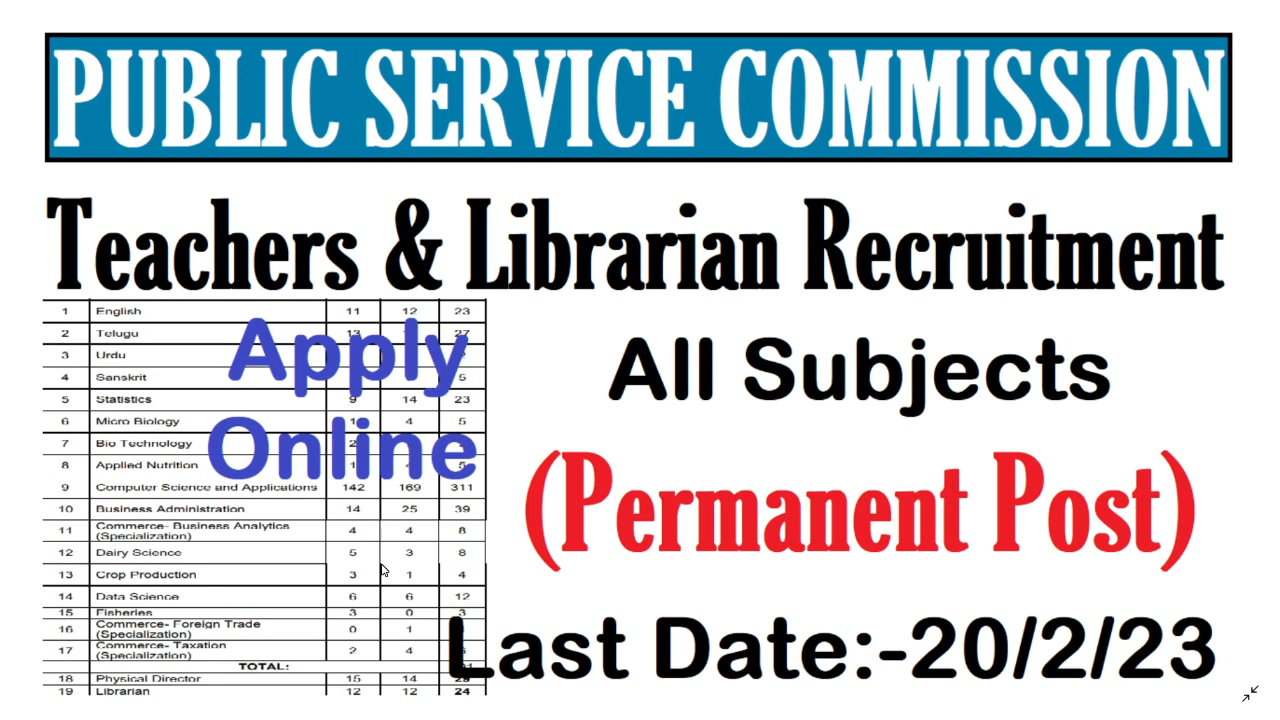 PUBLIC SERVICE COMMISSION
Teachers & Librarian Recruitment
1 English 11 12 23
2 Telugu 13 27
3 Urdu
4 Sanskrit 5
5 Statistics 9 14 23
6 Micro Biology 4 5
7 Bio Technology 2
8 Applied Nutrition
9 Computer Science and Applications 142 169 311
10 Business Administration 14 25 39
11 Commerce- Business Analytics
(Specialization) 4 4 8
12 Dairy Science 5 3 8
13 Crop Production 3 1 4
14 Data Science 6 6 12
15 Fisheries 3 0 3
16 Commerce- Foreign Trade
(Specialization) 0 1
17 Commerce- Taxation
(Specialization) 2 4
TOTAL:
18 Physical Director 15 14
19 Librarian 12 12 24
Apply
Online
All Subjects
(Permanent Post)
Last Date:-20/2/23